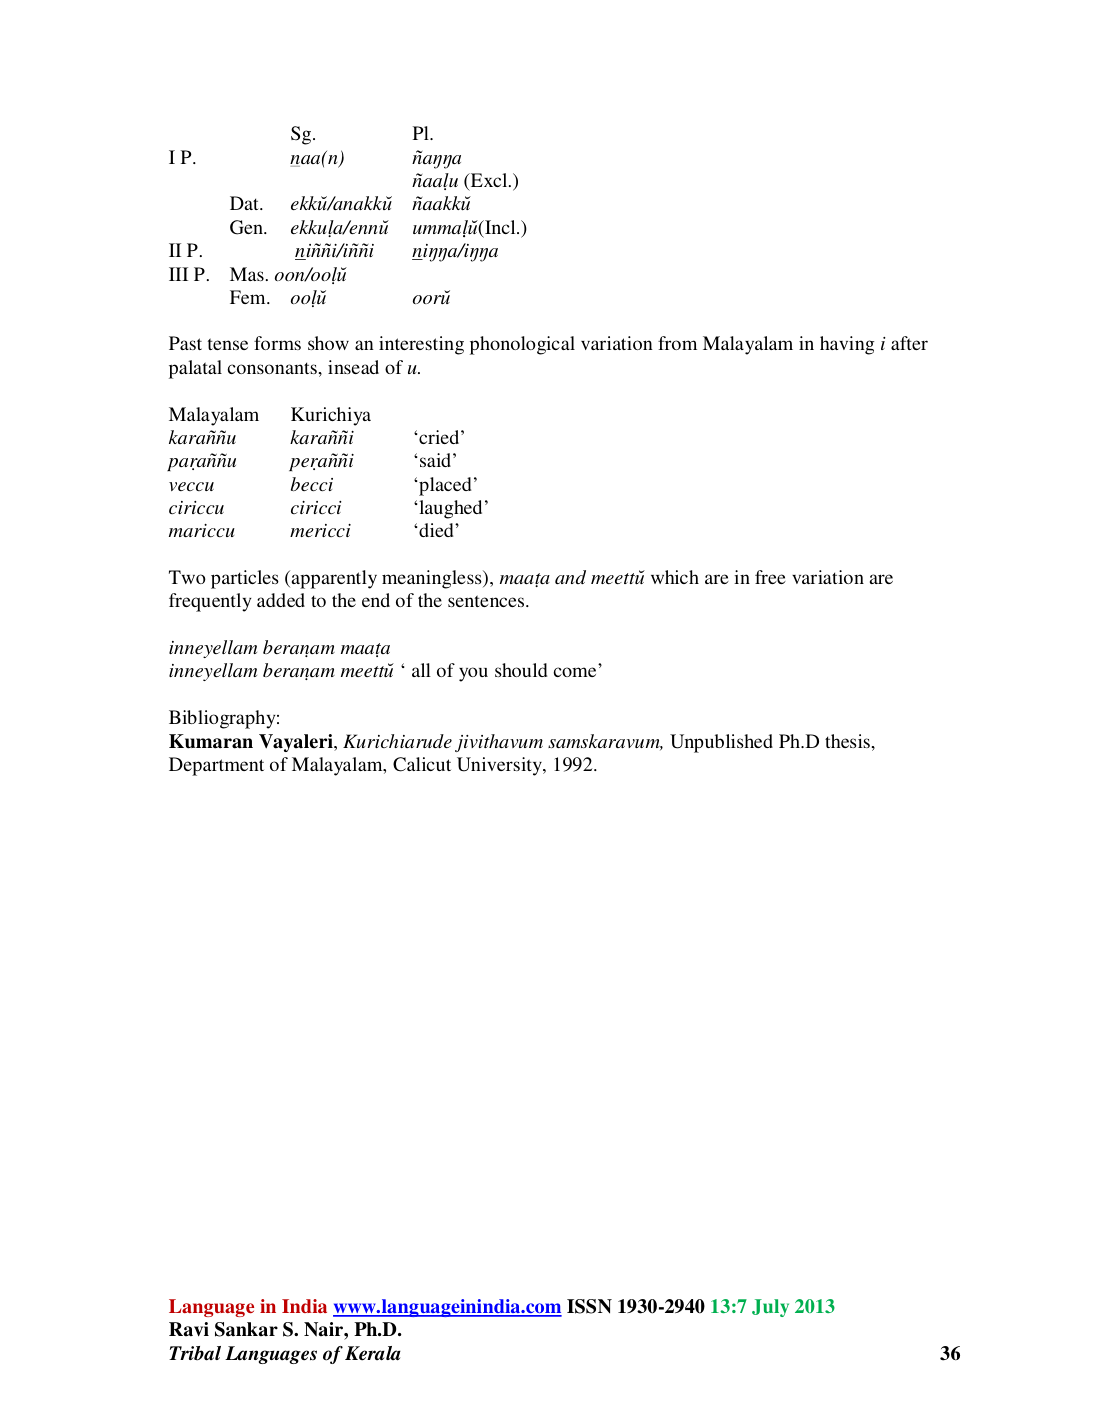 Sg. Pl.
I P. n̲aa(n) ñaŋŋa
ñaaḷu (Excl.)
Dat. ekkŭ/anakkŭ ñaakkŭ
Gen. ekkuḷa/ennŭ ummaḷŭ(Incl.)
II P. n̲iññi/iññi n̲iŋŋa/iŋŋa
III P. Mas. oon/ooḷŭ
Fem. ooḷŭ oorŭ
Past tense forms show an interesting phonological variation from Malayalam in having i after
palatal consonants, insead of u.
Malayalam Kurichiya
karaññu karaññi ‘cried’
paṛaññu peṛaññi ‘said’
veccu becci ‘placed’
ciriccu ciricci ‘laughed’
mariccu mericci ‘died’
Two particles (apparently meaningless), maaṭa and meettŭ which are in free variation are
frequently added to the end of the sentences.
inneyellam beraṇam maaṭa
inneyellam beraṇam meettŭ ‘ all of you should come’
Bibliography:
Kumaran Vayaleri, Kurichiarude jivithavum samskaravum, Unpublished Ph.D thesis,
Department of Malayalam, Calicut University, 1992.
Language in India www.languageinindia.com ISSN 1930-2940 13:7 July 2013
Ravi Sankar S. Nair, Ph.D.
Tribal Languages of Kerala 36